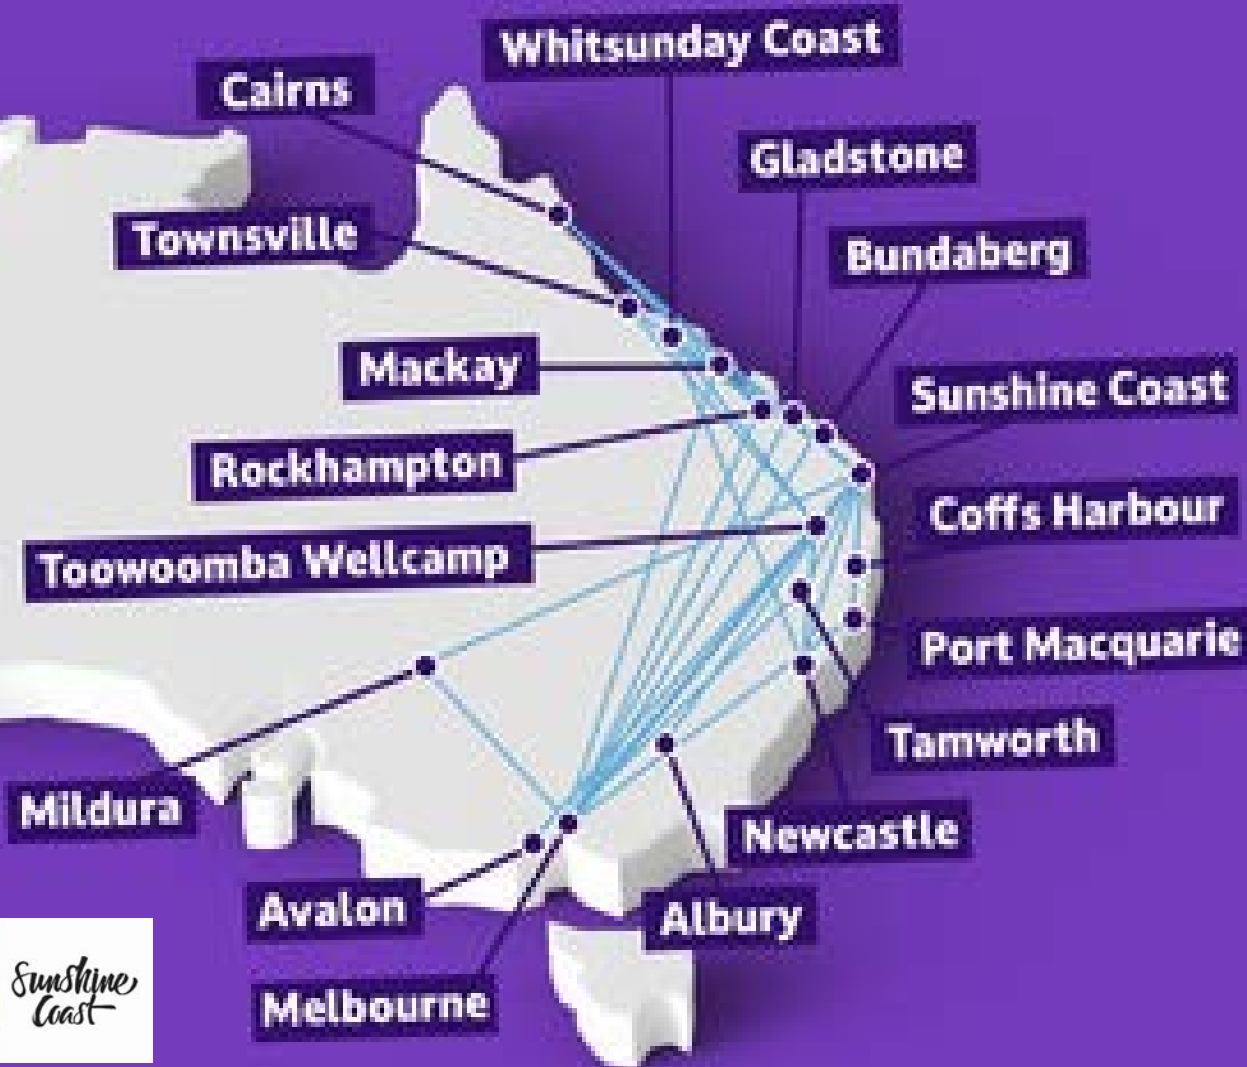 Whitsunday Coast
Cairns
Gladstone
Townsville
Bundaberg
Mackay
Sunshine Coast
Rockhampton
Coffs Harbour
Toowoomba Wellcamp
Port Macquarie
Tamworth
Mildura
Newcastle
Avalon
Albury
Melbourne
Sunshine
Coast